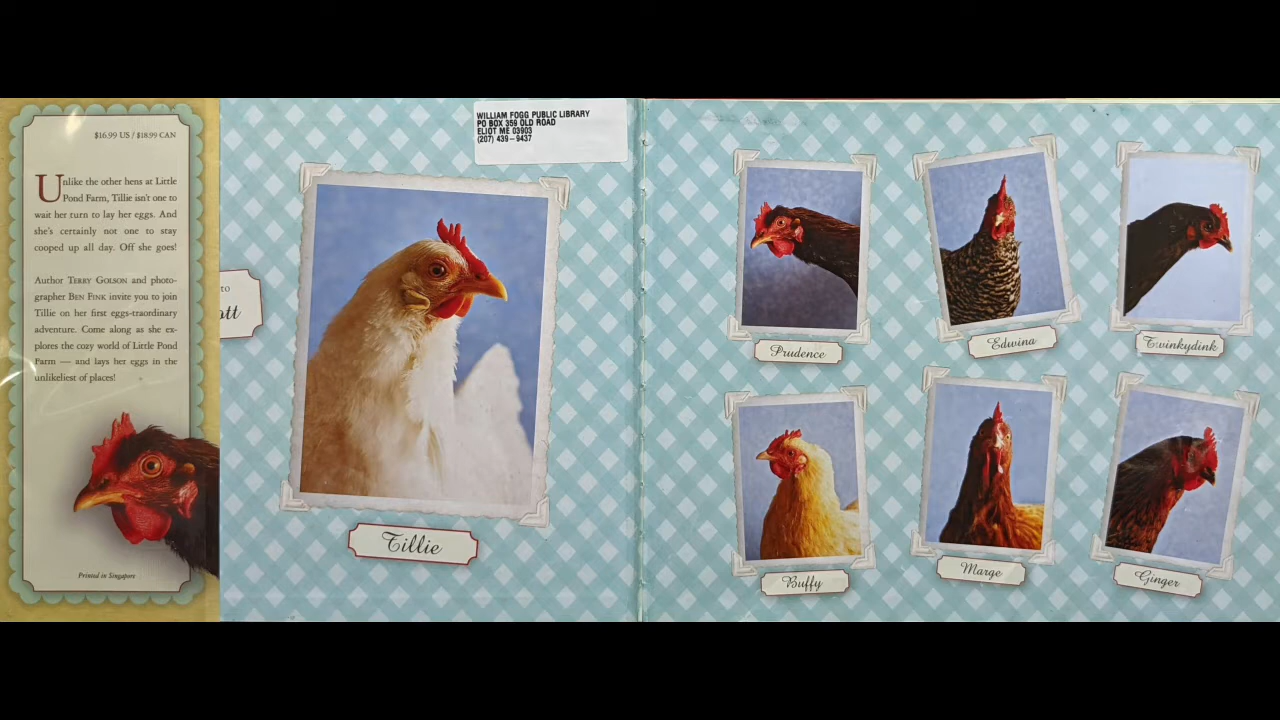 $16.99 US / $18.99 CAN
Unlike the other hens at Little
Pond Farm, Tillie isn't one to
wait her turn to lay her eggs. And
she's certainly not one to stay
cooped up all day. Off she goes!
Author TERRY GOLSON and photo-
grapher BEN FINK invite you to join
Tillie on her first eggs-traordinary
adventure. Come along as she ex-
plores the cozy world of Little Pond
Farm — and lays her eggs in the
unlikeliest of places!
Printed in Singapore
to
ott
WILLIAM FOGG PUBLIC LIBRARY
PO BOX 359 OLD ROAD
ELIOT ME 03903
(207) 439-9437
Tillie
Prudence
Edwina
Twinkydink
Buffy
Marge
Ginger